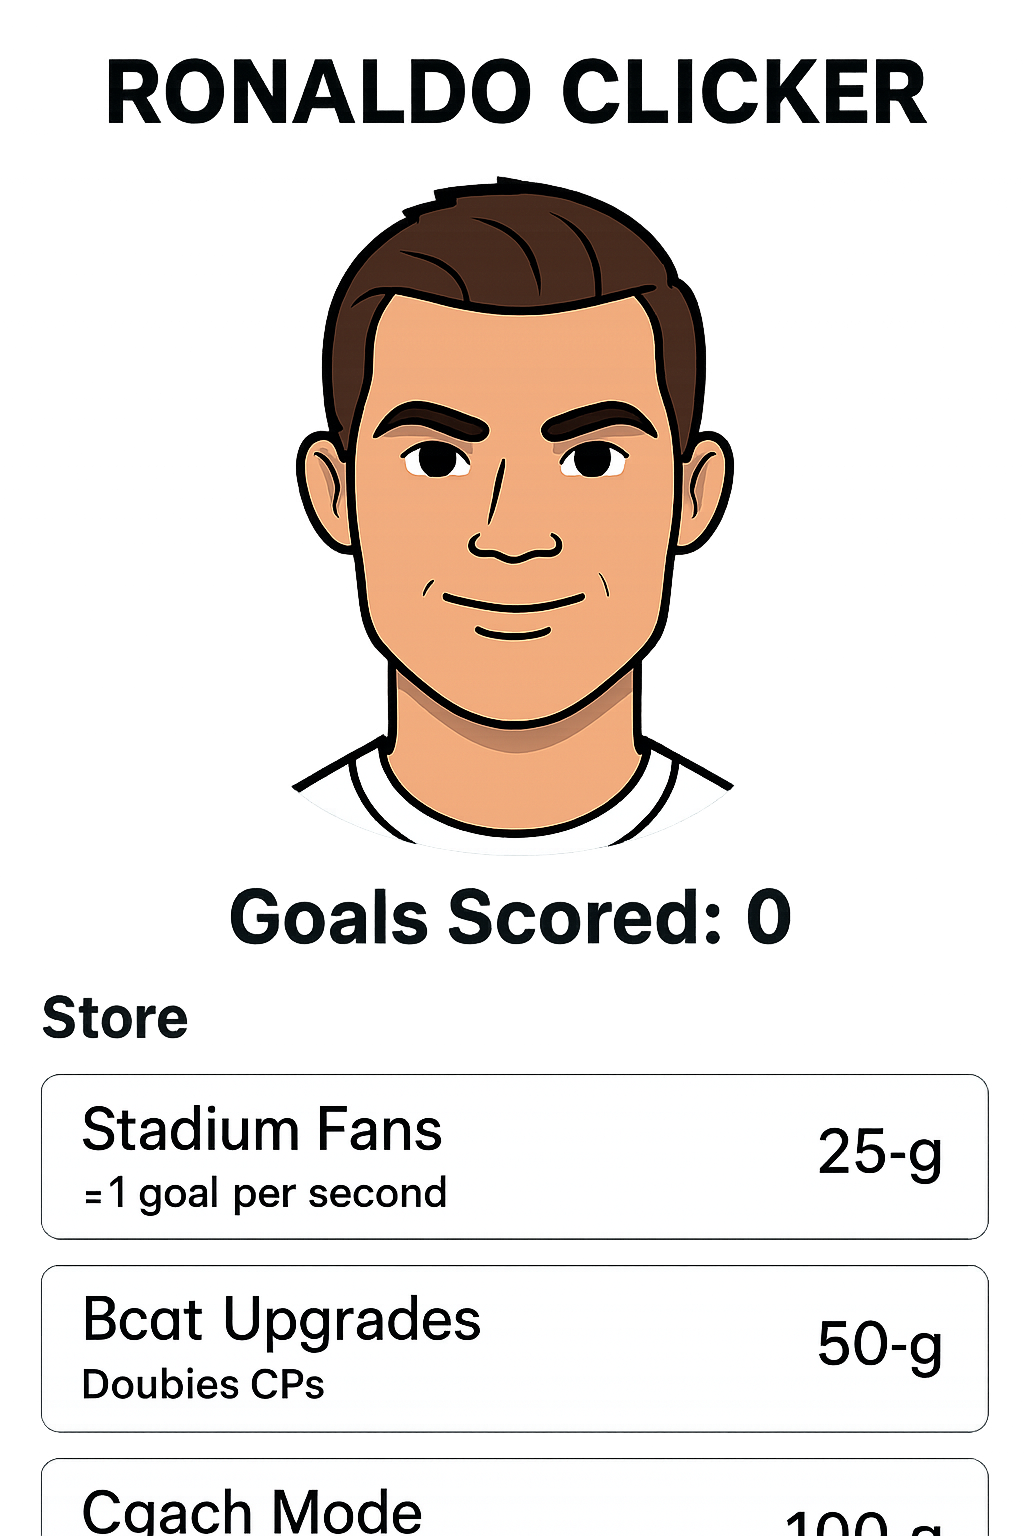 RONALDO CLICKER
Goals Scored: 0
Store
Stadium Fans
25-g
=1 goal per second
Bcat Upgrades
50-g
Doubies CPs
Cqach Mode
100-g